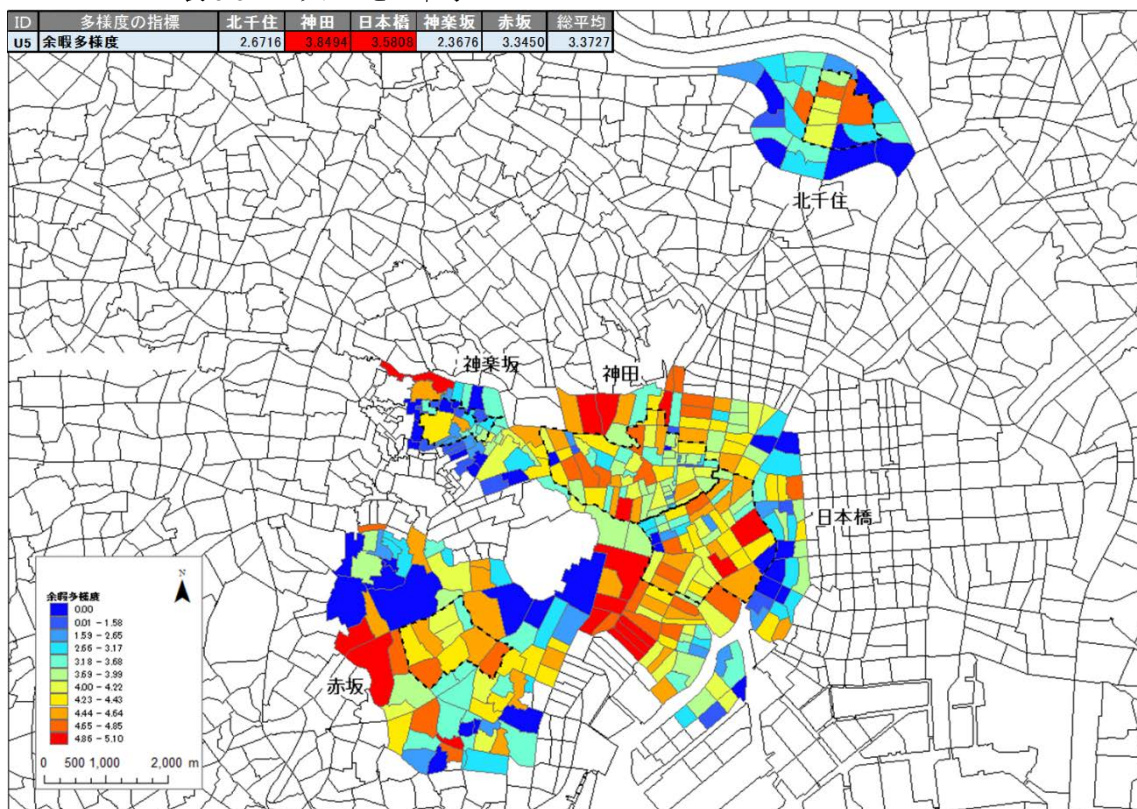 ID 多様度の指標 北千住 神田 日本橋 神楽坂 赤坂 総平均
U5 余暇多様度 2.6716 3.8494 3.5808 2.3676 3.3450 3.3727
北千住
神楽坂
神田
日本橋
赤坂
N
余暇多様度
0.00
0.01 - 1.58
1.59 - 2.65
2.66 - 3.17
3.18 - 3.68
3.69 - 3.99
4.00 - 4.22
4.23 - 4.43
4.44 - 4.64
4.65 - 4.85
4.86 - 5.10
0 500 1,000 2,000 m